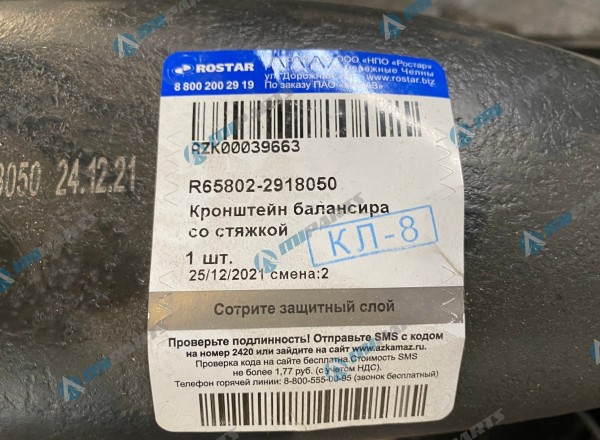 ROSTAR
8 800 200 29 19
ООО «НПО «Ростар»
Набережные Челны
ул. Дорожная www.rostar.biz
По заказу ПАО «КАМАЗ»
AZK00039663
R65802-2918050
Кронштейн балансира
со стяжкой
КЛ-8
1 шт.
25/12/2021 смена:2
Сотрите защитный слой
Проверьте подлинность! Отправьте SMS с кодом
на номер 2420 или зайдите на сайт www.azkamaz.ru.
Проверка кода на сайте бесплатна.Стоимость SMS
не более 1,77 руб. (с учетом НДС).
Телефон горячей линии: 8-800-555-00-95 (звонок бесплатный)
8050 24.12.21